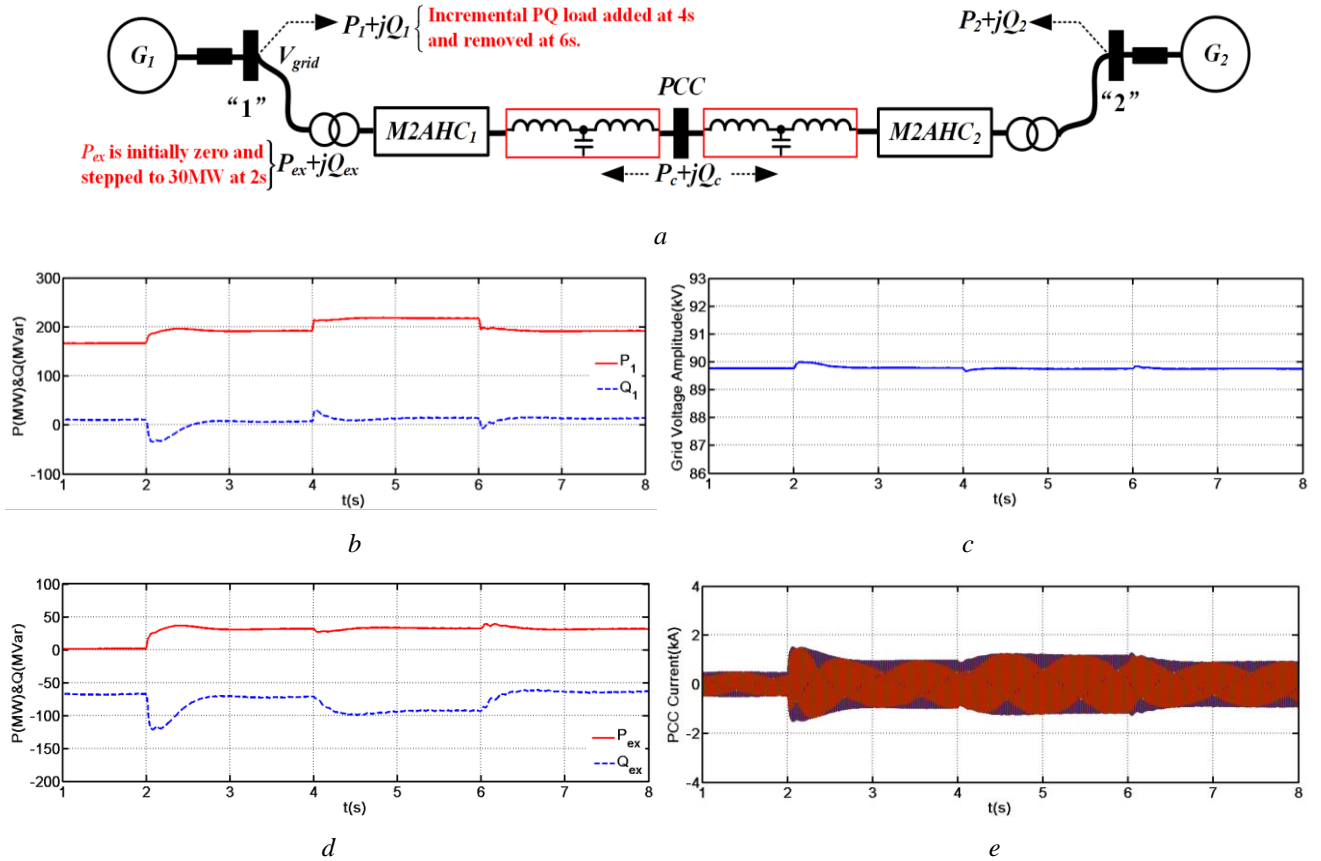 P1+jQ1
Incremental PQ load added at 4s
and removed at 6s.
P2+jQ2
G1
Vgrid
"1"
PCC
G2
"2"
M2AHC1
M2AHC2
Pex is initially zero and
stepped to 30MW at 2s
Pex+jQex
Pc+jQc
a
300
200
100
0
-100
P(MW)&Q(MVar)
P1
Q1
1 2 3 4 5 6 7 8
t(s)
b
93
92
91
90
89
88
87
86
Grid Voltage Amplitude(kV)
1 2 3 4 5 6 7 8
t(s)
c
100
50
0
-50
-100
-150
-200
P(MW)&Q(MVar)
Pex
Qex
1 2 3 4 5 6 7 8
t(s)
d
4
2
0
-2
-4
PCC Current(kA)
1 2 3 4 5 6 7 8
t(s)
e